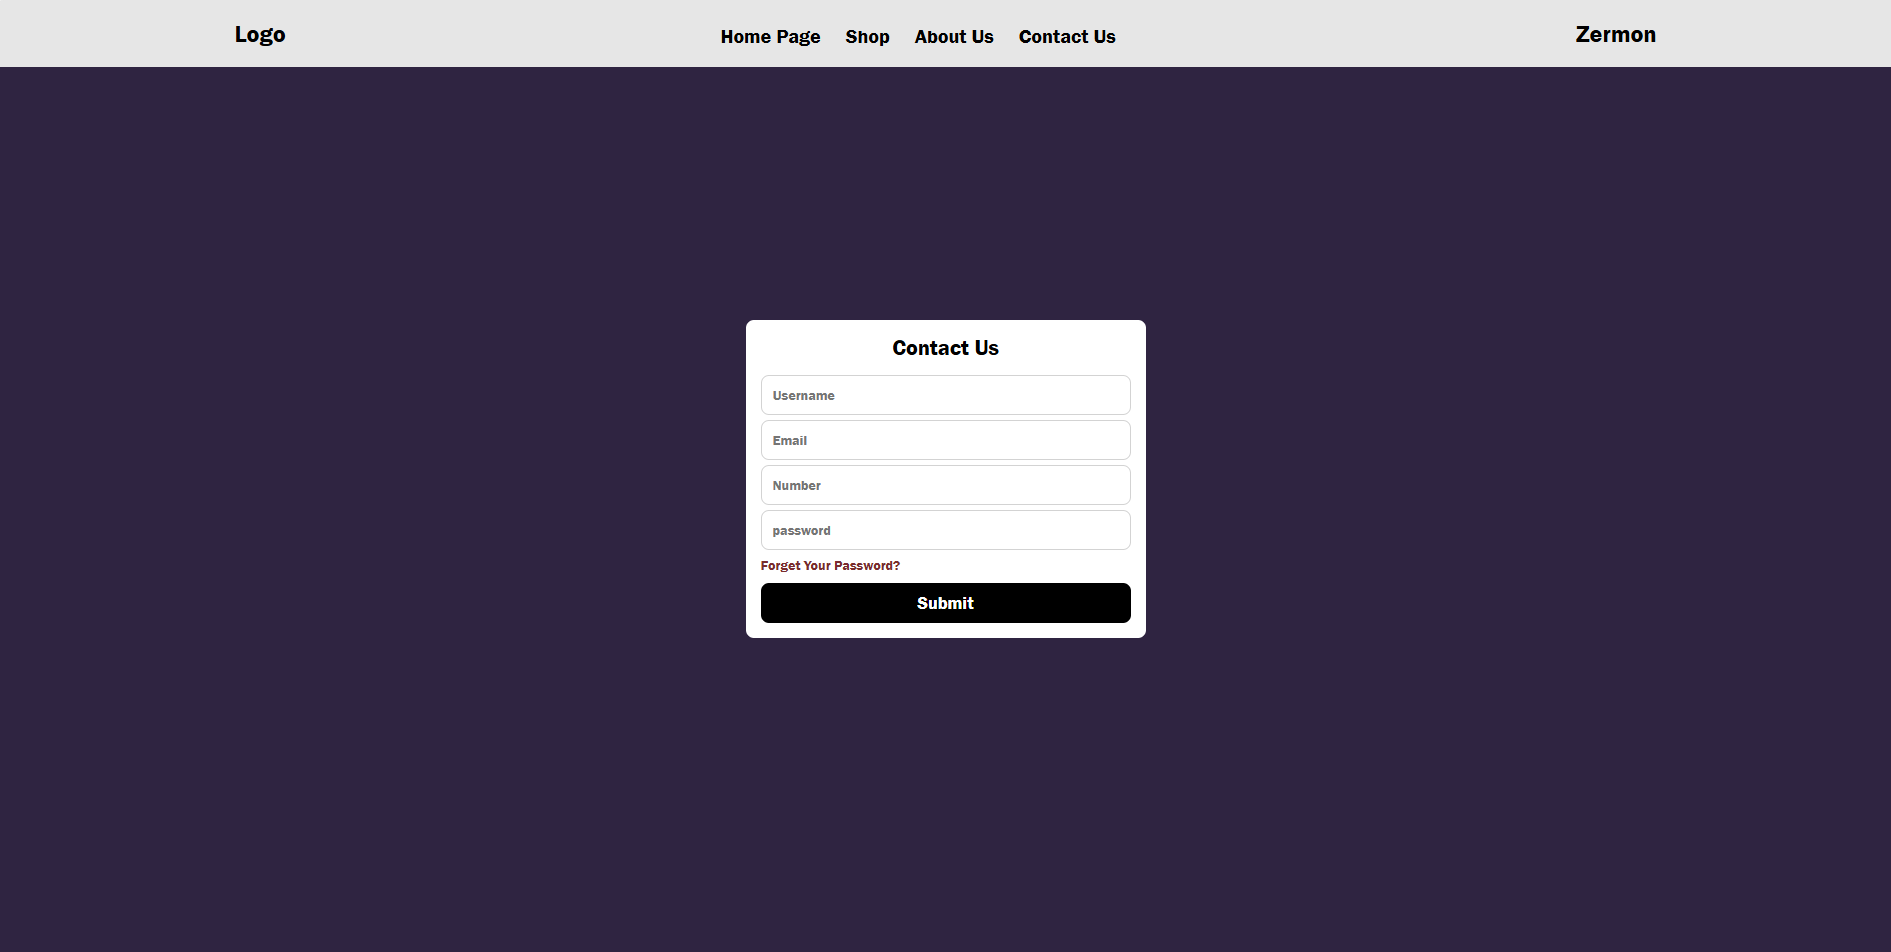 Logo Home Page Shop About Us Contact Us Zermon
Contact Us
Username
Email
Number
password
Forget Your Password?
Submit